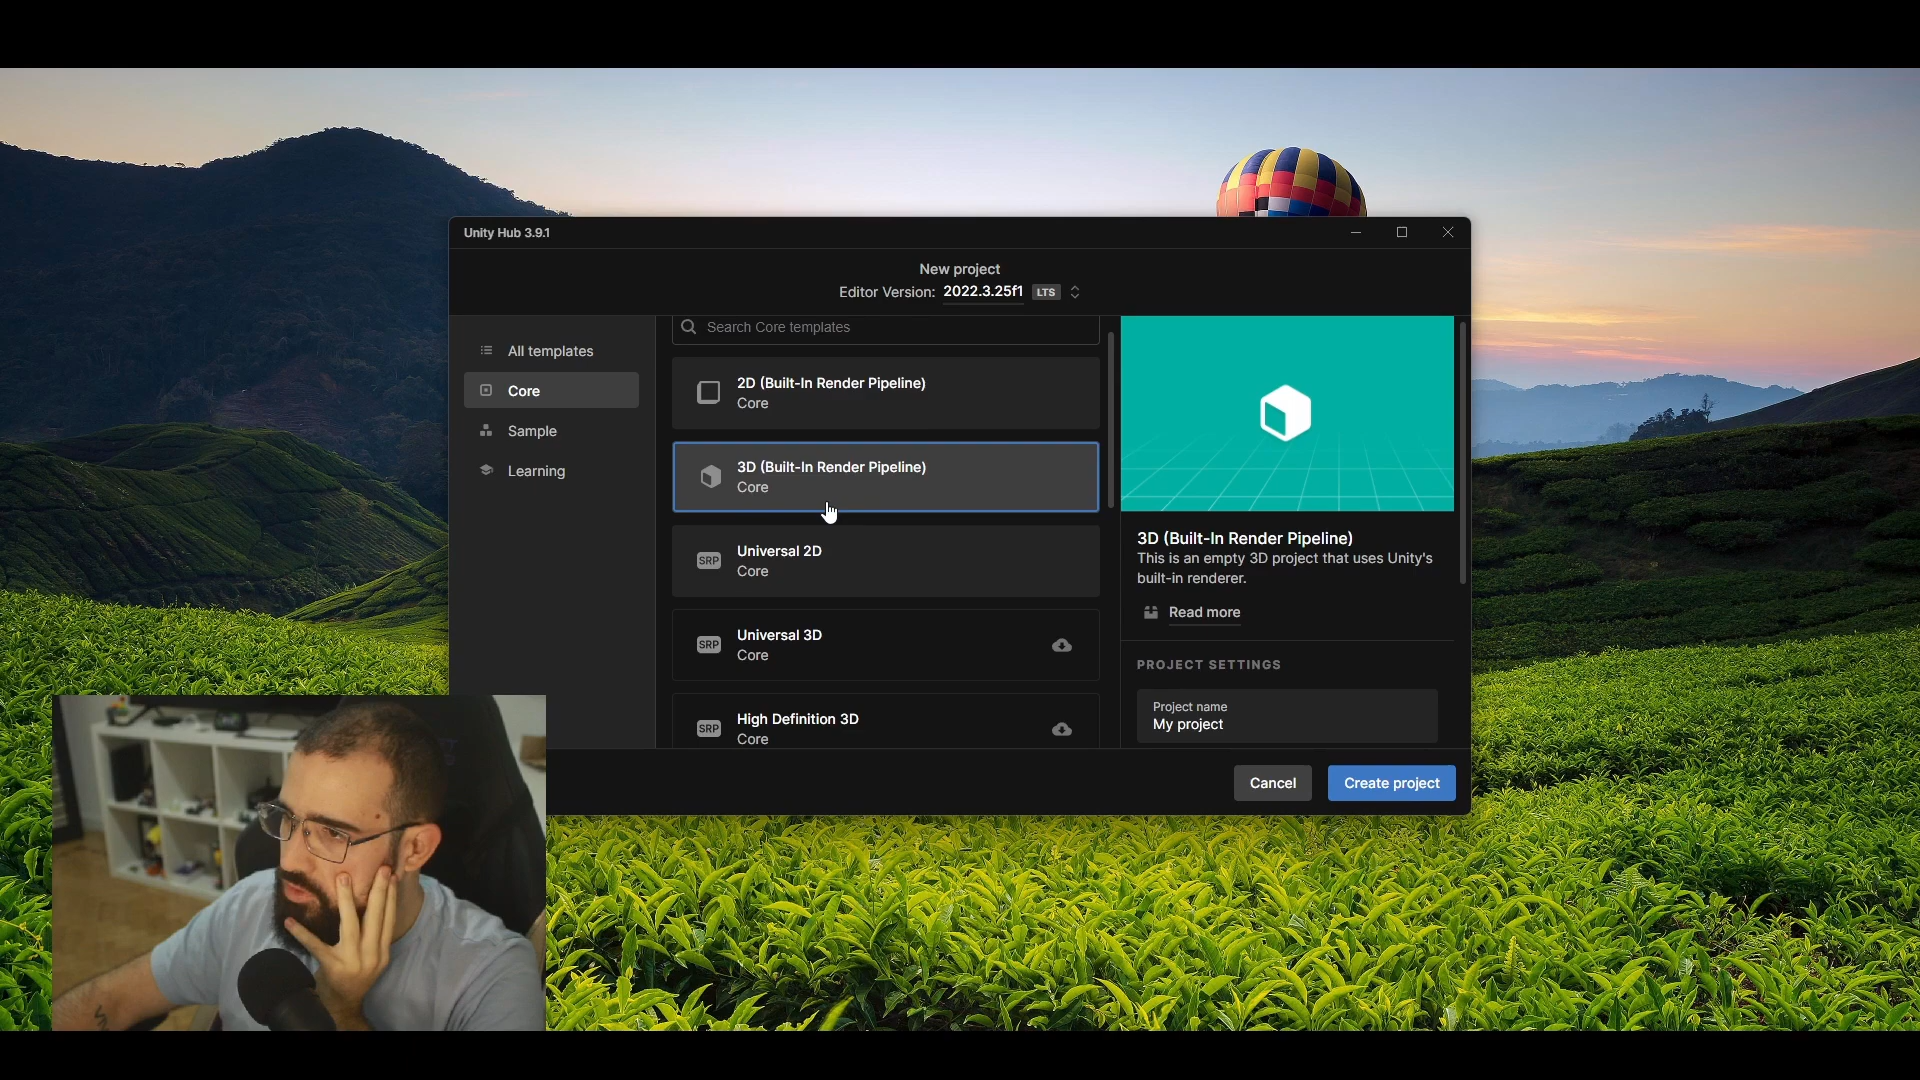 Unity Hub 3.9.1
New project
Editor Version: 2022.3.25f1 LTS
All templates
Core
Sample
Learning
Search Core templates
2D (Built-In Render Pipeline)
Core
3D (Built-In Render Pipeline)
Core
SRP
Universal 2D
Core
SRP
Universal 3D
Core
SRP
High Definition 3D
Core
3D (Built-In Render Pipeline)
This is an empty 3D project that uses Unity's
built-in renderer.
Read more
PROJECT SETTINGS
Project name
My project
Cancel
Create project